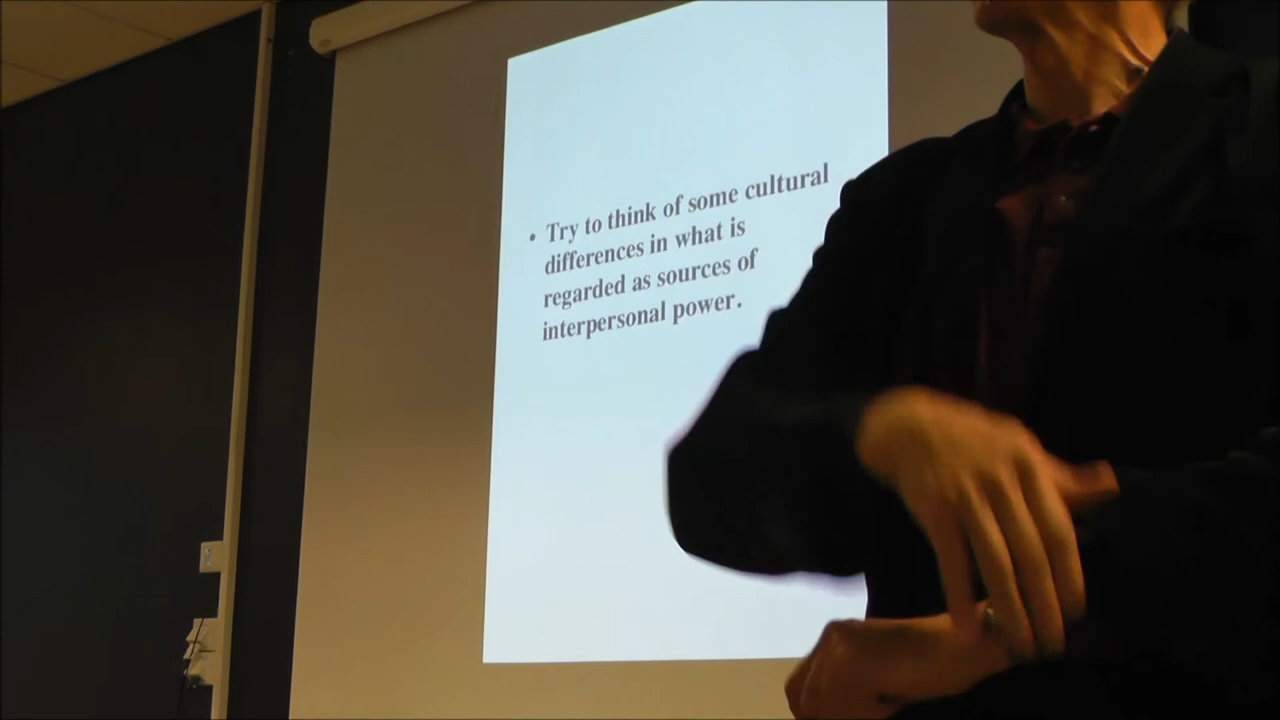 • Try to think of some cultural
differences in what is
regarded as sources of
interpersonal power.